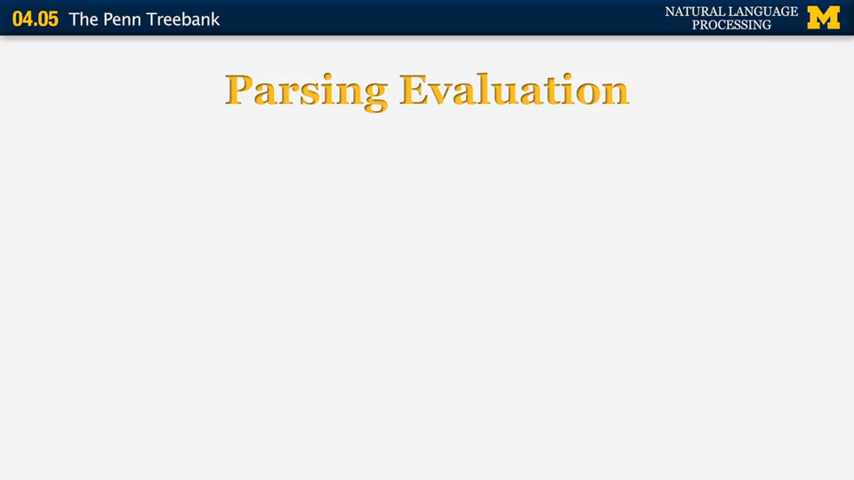 04.05 The Penn Treebank
NATURAL LANGUAGE
PROCESSING
M
Parsing Evaluation